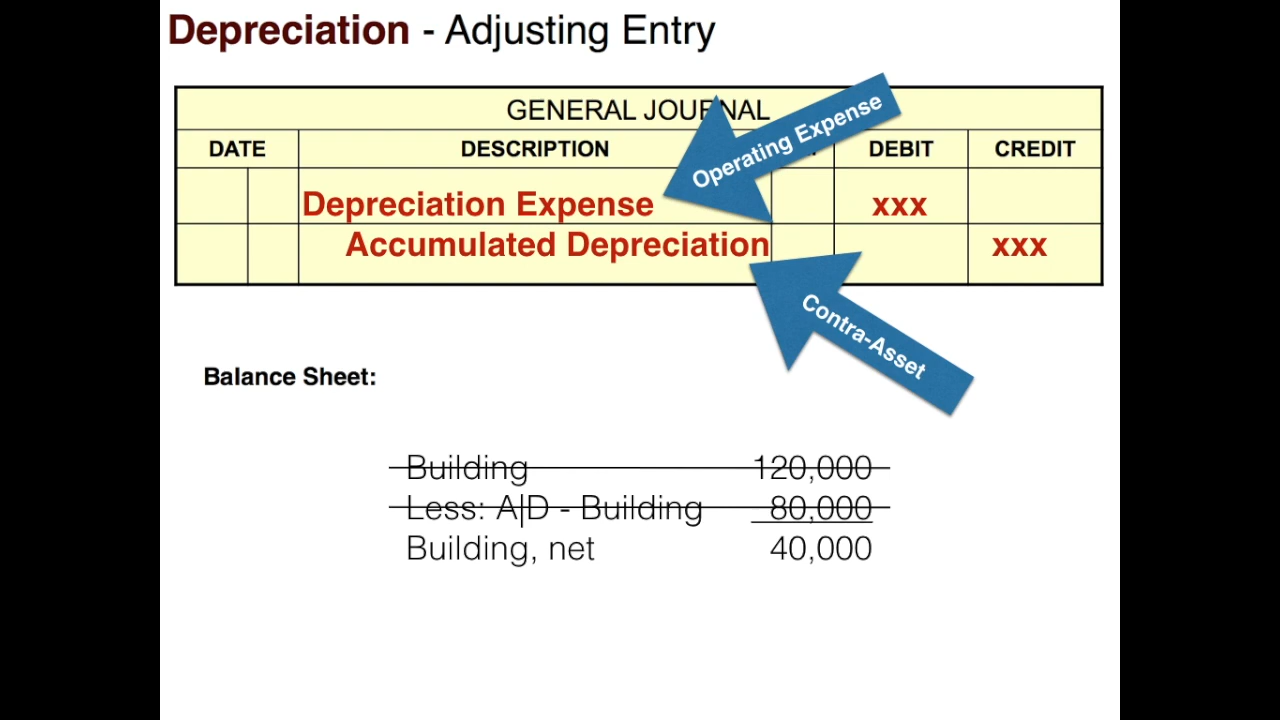 Depreciation - Adjusting Entry
GENERAL JOURNAL
DATE DESCRIPTION DEBIT CREDIT
Operating Expense
Depreciation Expense xxx
Accumulated Depreciation xxx
Contra-Asset
Balance Sheet:
Building 120,000
Less: A|D - Building 80,000
Building, net 40,000